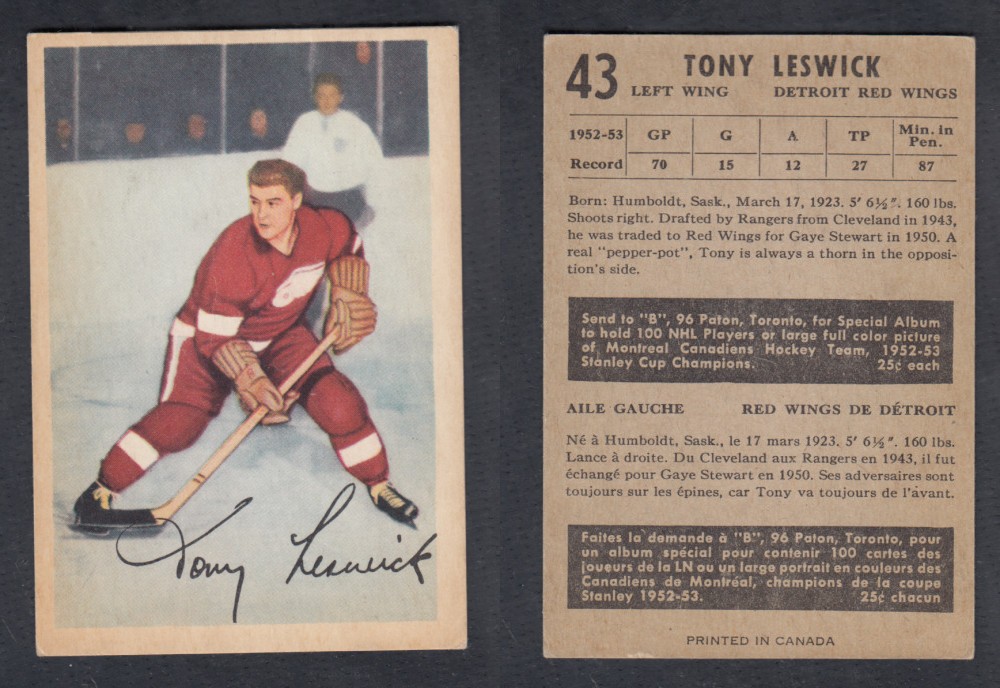 Tony Leswick
43
TONY LESWICK
LEFT WING DETROIT RED WINGS
1952-53 GP G A TP Min. in Pen.
Record 70 15 12 27 87
Born: Humboldt, Sask., March 17, 1923. 5' 6½". 160 lbs.
Shoots right. Drafted by Rangers from Cleveland in 1943,
he was traded to Red Wings for Gaye Stewart in 1950. A
real "pepper-pot", Tony is always a thorn in the opposi-
tion's side.
Send to "B", 96 Paton, Toronto, for Special Album
to hold 100 NHL Players or large full color picture
of Montreal Canadiens Hockey Team, 1952-53
Stanley Cup Champions. 25¢ each
AILE GAUCHE RED WINGS DE DÉTROIT
Né à Humboldt, Sask., le 17 mars 1923. 5' 6½". 160 lbs.
Lance à droite. Du Cleveland aux Rangers en 1943, il fut
échangé pour Gaye Stewart en 1950. Ses adversaires sont
toujours sur les épines, car Tony va toujours de l'avant.
Faites la demande à "B", 96 Paton, Toronto, pour
un album spécial pour contenir 100 cartes des
joueurs de la LN ou un large portrait en couleurs des
Canadiens de Montréal, champions de la coupe
Stanley 1952-53. 25¢ chacun
PRINTED IN CANADA